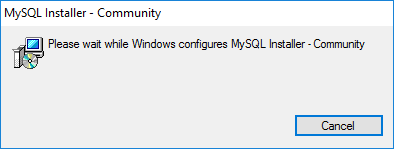 MySQL Installer - Community
Please wait while Windows configures MySQL Installer - Community
Cancel